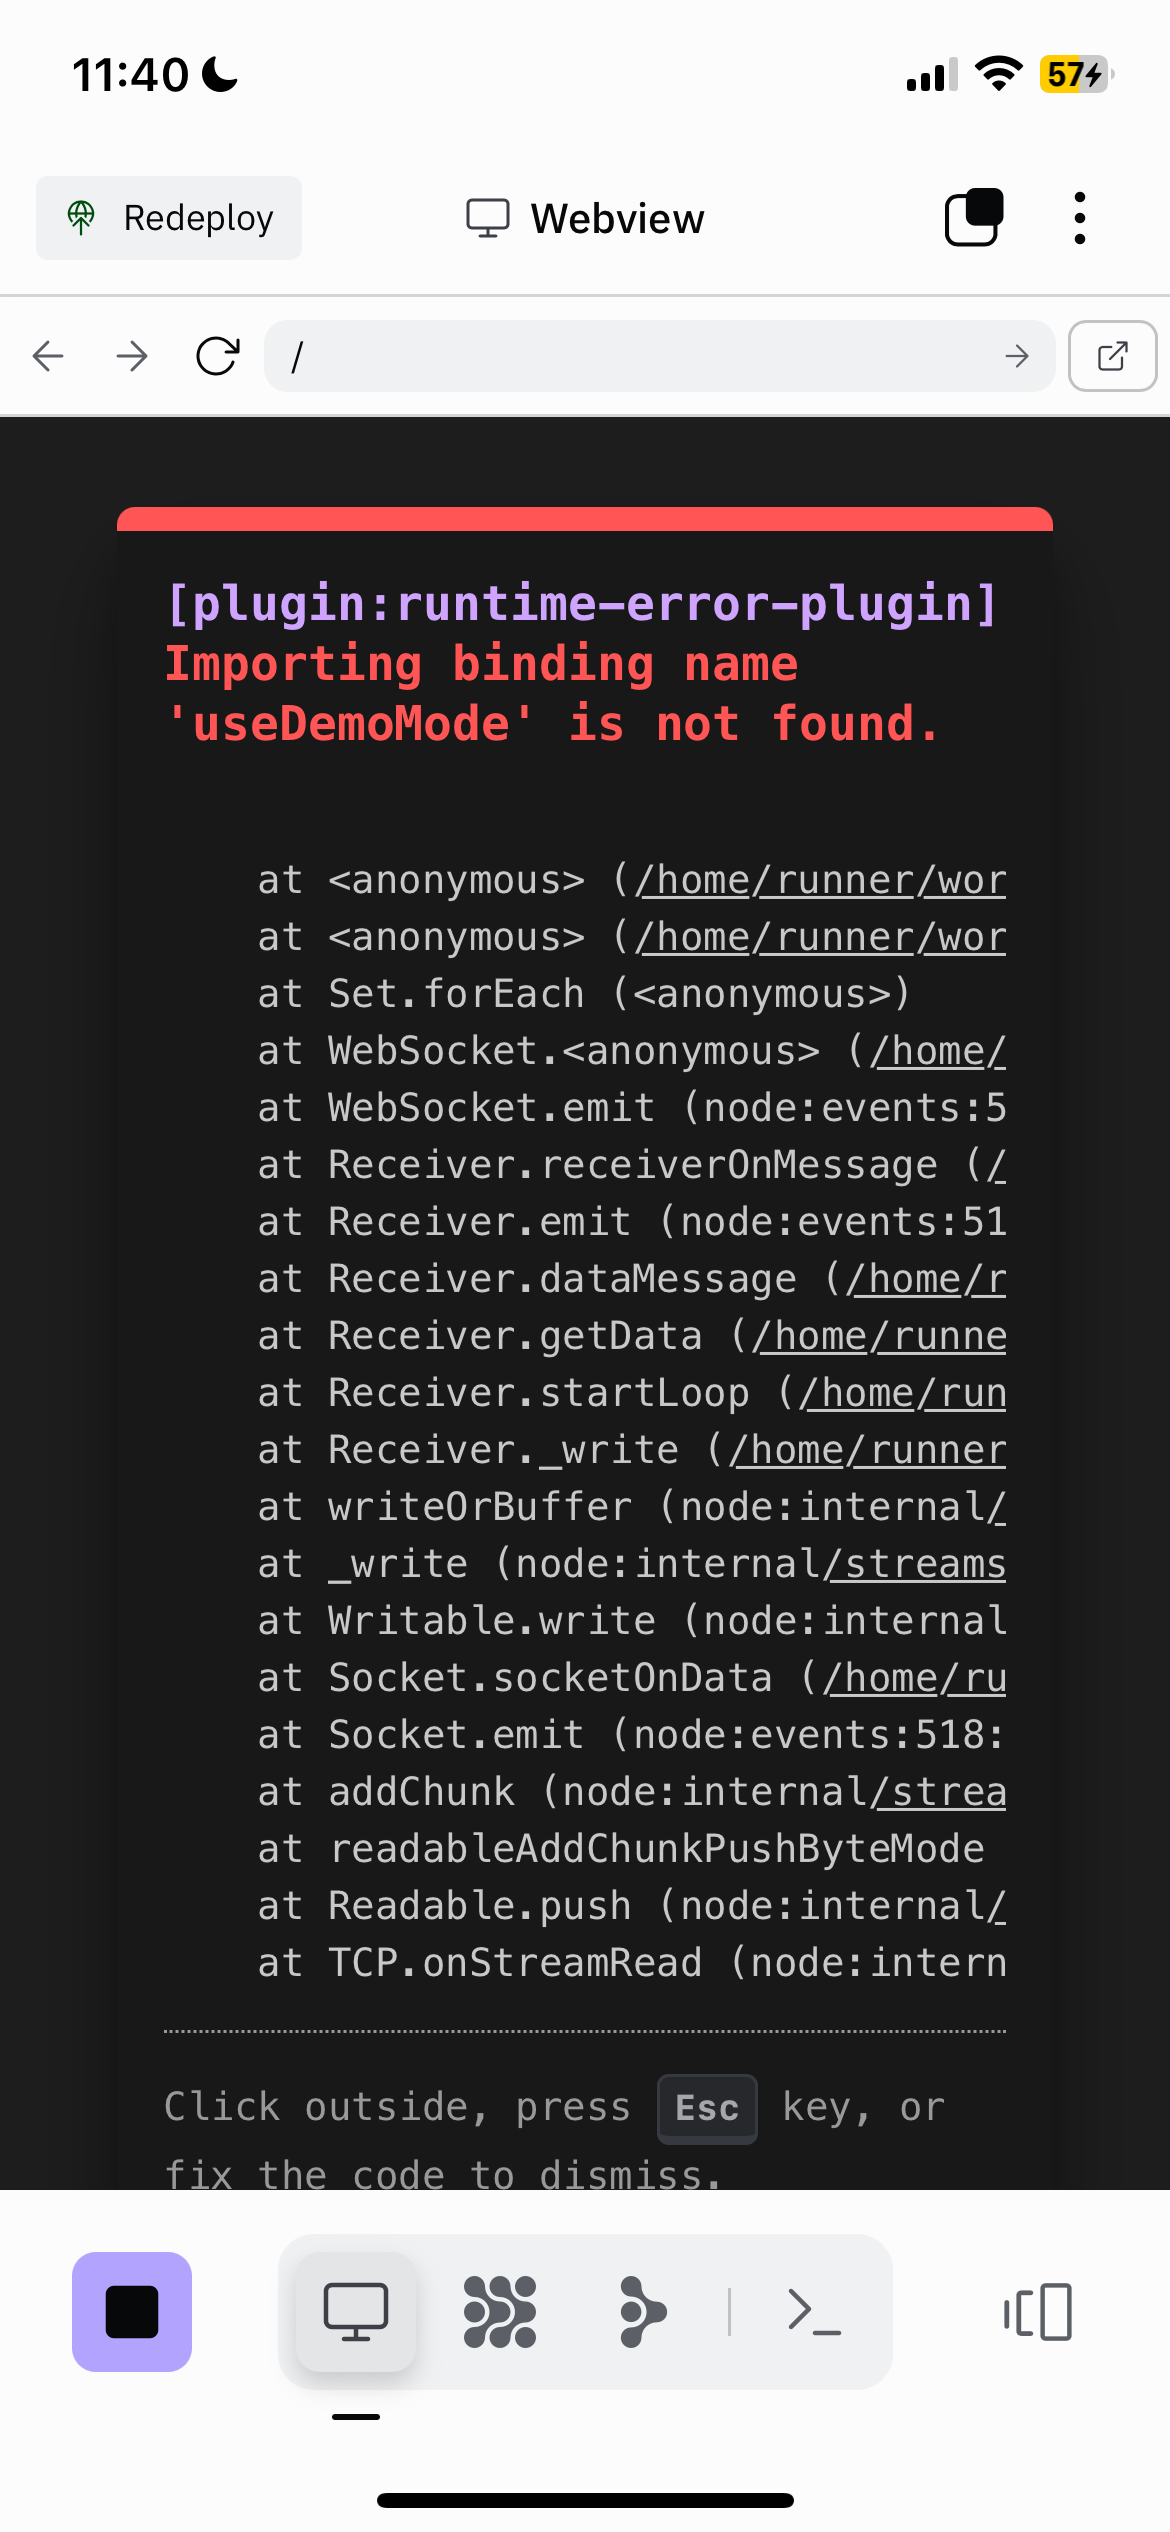 11:40
57
Redeploy
Webview
/
[plugin:runtime-error-plugin]
Importing binding name
'useDemoMode' is not found.
at <anonymous> (/home/runner/wor
at <anonymous> (/home/runner/wor
at Set.forEach (<anonymous>)
at WebSocket.<anonymous> (/home/
at WebSocket.emit (node:events:5
at Receiver.receiverOnMessage (/
at Receiver.emit (node:events:51
at Receiver.dataMessage (/home/r
at Receiver.getData (/home/runne
at Receiver.startLoop (/home/run
at Receiver._write (/home/runner
at writeOrBuffer (node:internal/
at _write (node:internal/streams
at Writable.write (node:internal
at Socket.socketOnData (/home/ru
at Socket.emit (node:events:518:
at addChunk (node:internal/strea
at readableAddChunkPushByteMode
at Readable.push (node:internal/
at TCP.onStreamRead (node:intern
Click outside, press Esc key, or
fix the code to dismiss.